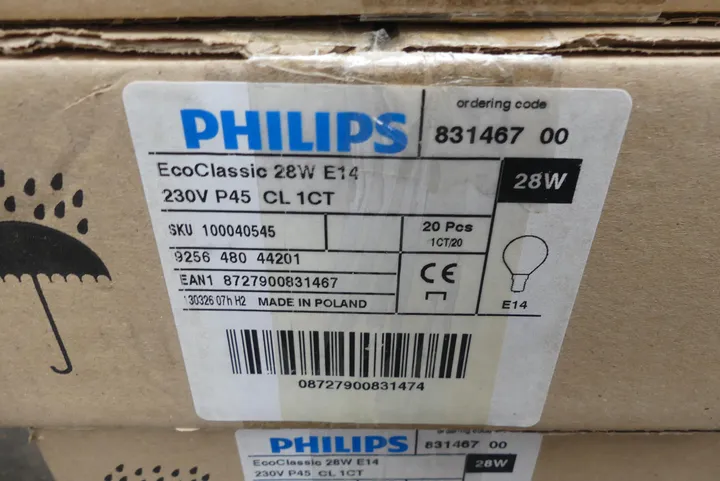 PHILIPS
ordering code
831467 00
EcoClassic 28W E14
230V P45 CL 1CT
28W
SKU 100040545
20 Pcs
1CT/20
9256 480 44201
EAN1 8727900831467
CE
130326 07h H2 MADE IN POLAND
E14
08727900831474
PHILIPS
ordering code
831467 00
EcoClassic 28W E14
230V P45 CL 1CT
28W